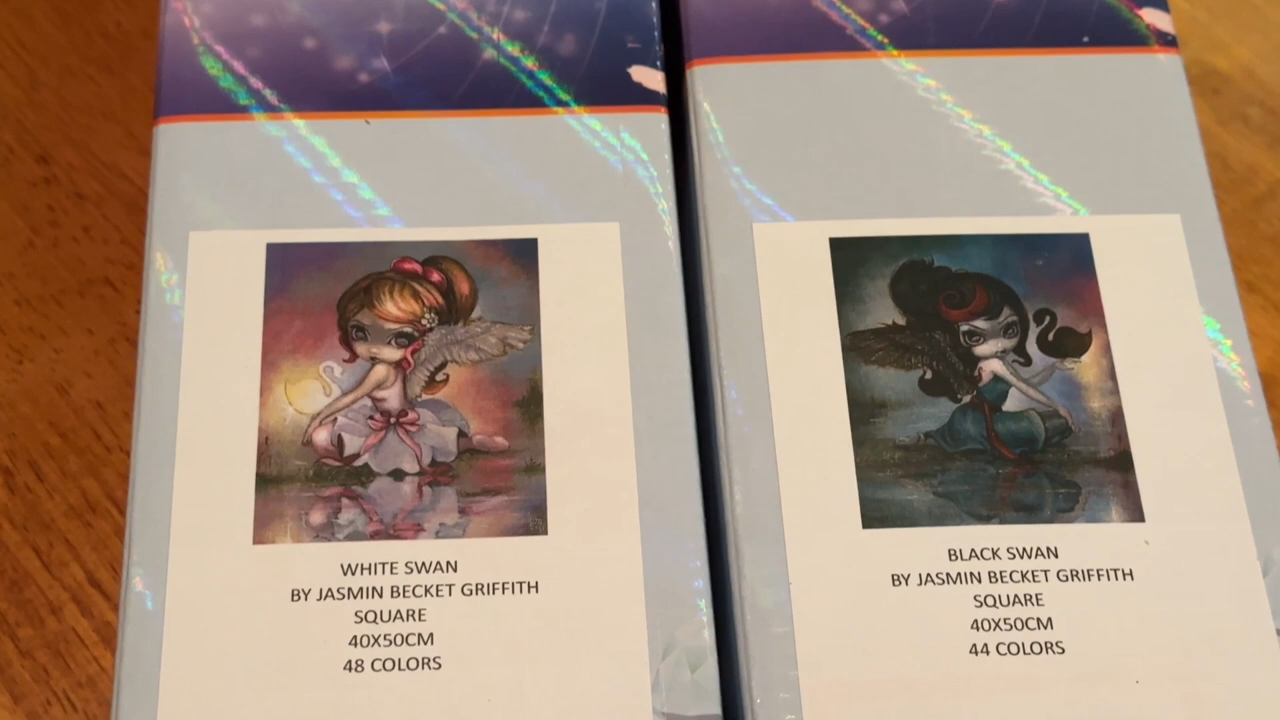 WHITE SWAN
BY JASMIN BECKET GRIFFITH
SQUARE
40X50CM
48 COLORS
BLACK SWAN
BY JASMIN BECKET GRIFFITH
SQUARE
40X50CM
44 COLORS